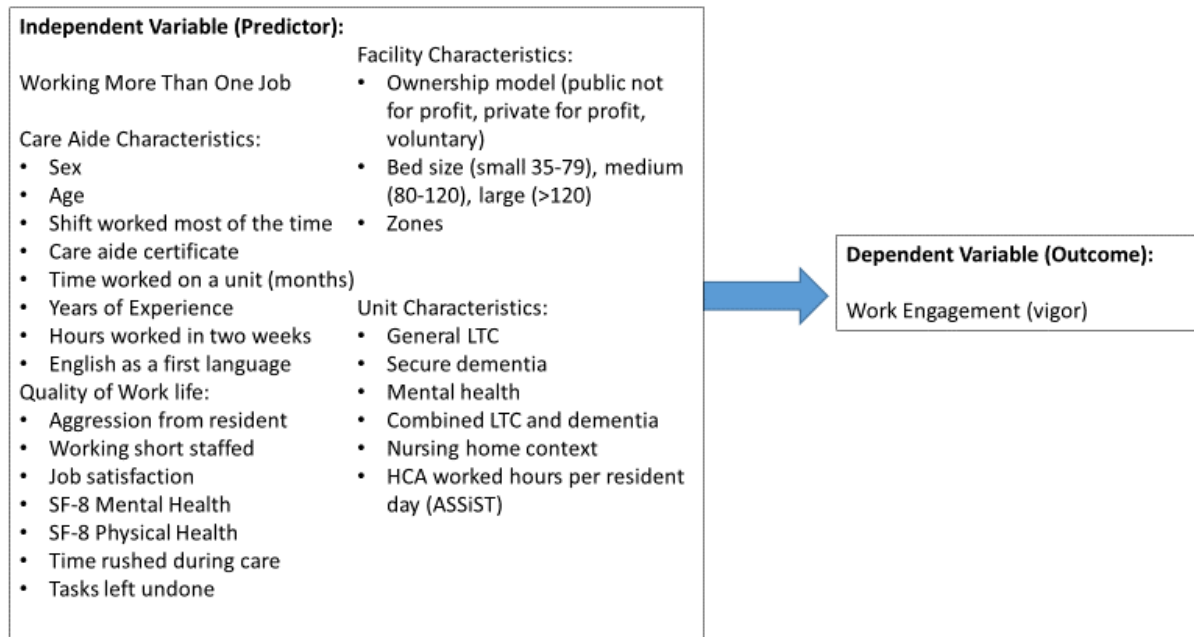 Independent Variable (Predictor):
Working More Than One Job
Care Aide Characteristics:
• Sex
• Age
• Shift worked most of the time
• Care aide certificate
• Time worked on a unit (months)
• Years of Experience
• Hours worked in two weeks
• English as a first language
Quality of Work life:
• Aggression from resident
• Working short staffed
• Job satisfaction
• SF-8 Mental Health
• SF-8 Physical Health
• Time rushed during care
• Tasks left undone
Facility Characteristics:
• Ownership model (public not
for profit, private for profit,
voluntary)
• Bed size (small 35-79), medium
(80-120), large (>120)
• Zones
Unit Characteristics:
• General LTC
• Secure dementia
• Mental health
• Combined LTC and dementia
• Nursing home context
• HCA worked hours per resident
day (ASSiST)
Dependent Variable (Outcome):
Work Engagement (vigor)